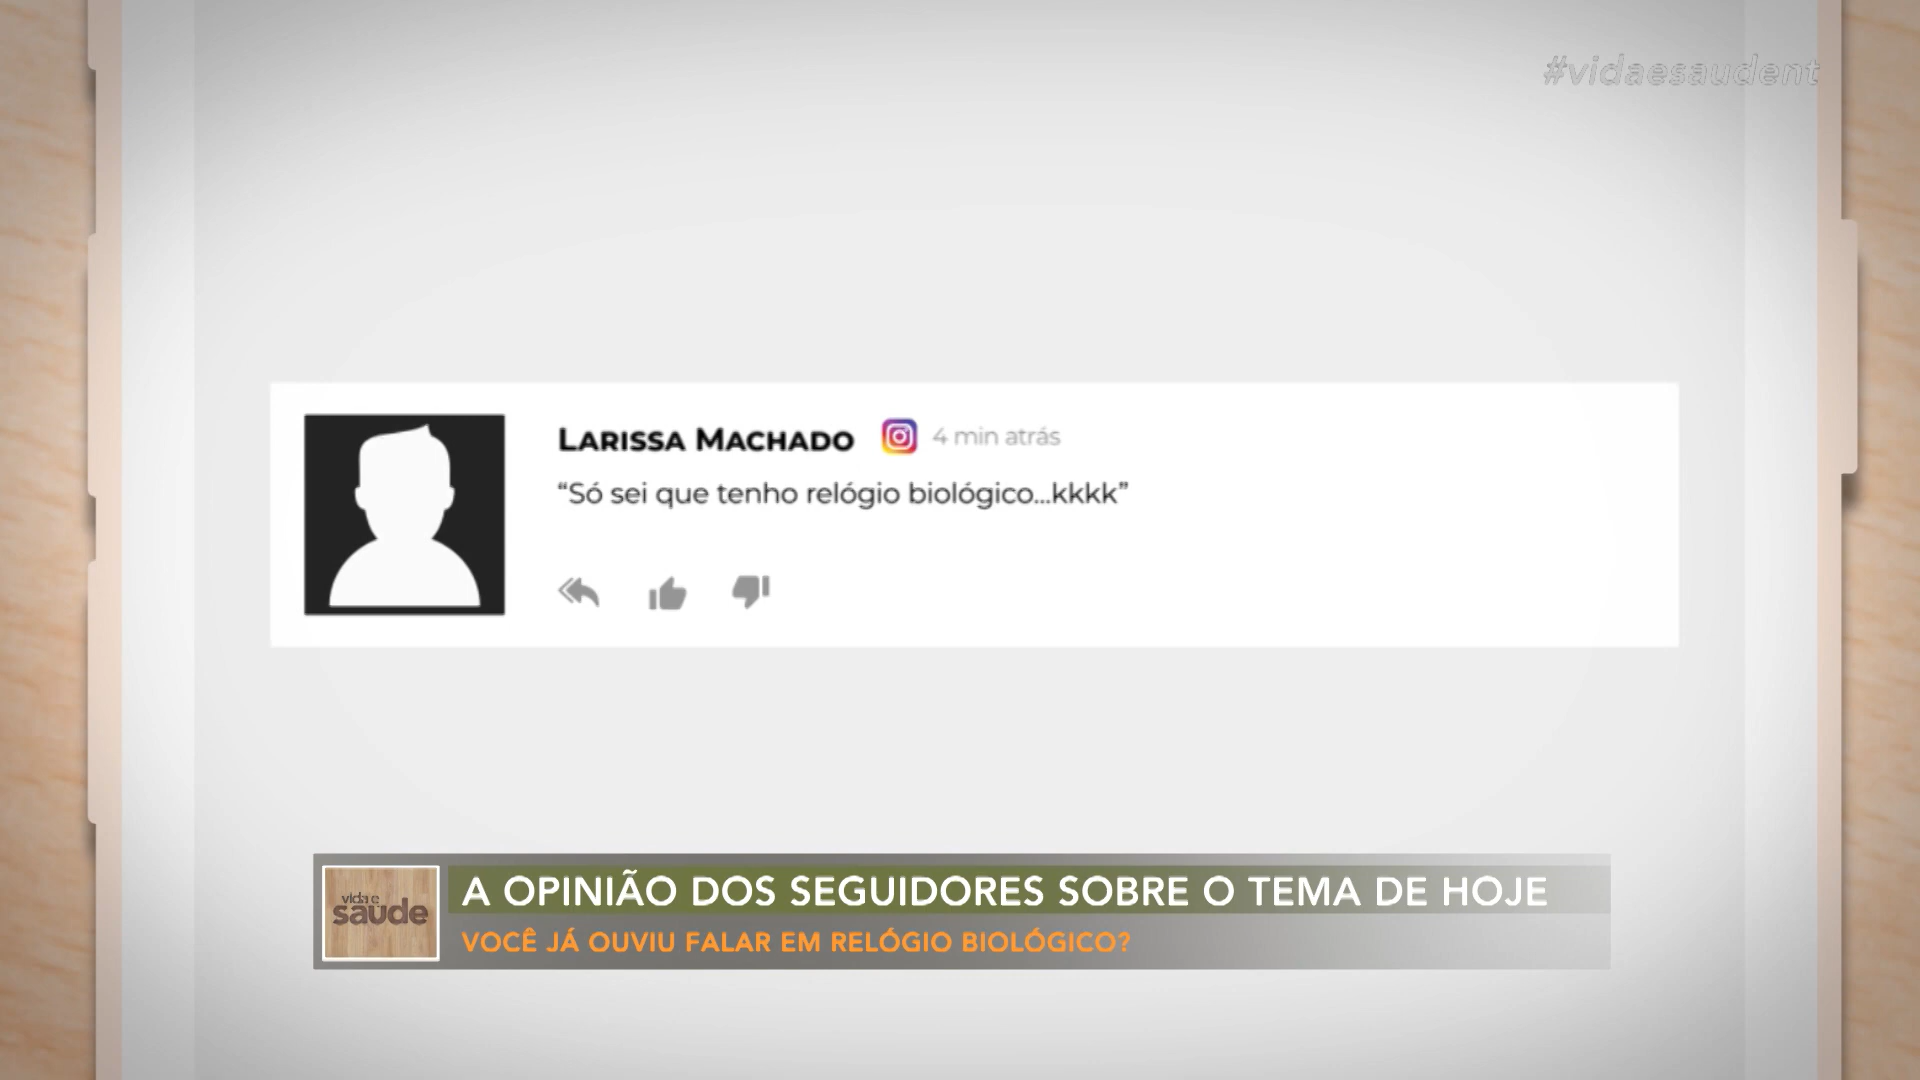 #vidaesaudent
LARISSA MACHADO 4 min atrás
“Só sei que tenho relógio biológico...kkkk”
vida e
saúde
A OPINIÃO DOS SEGUIDORES SOBRE O TEMA DE HOJE
VOCÊ JÁ OUVIU FALAR EM RELÓGIO BIOLÓGICO?